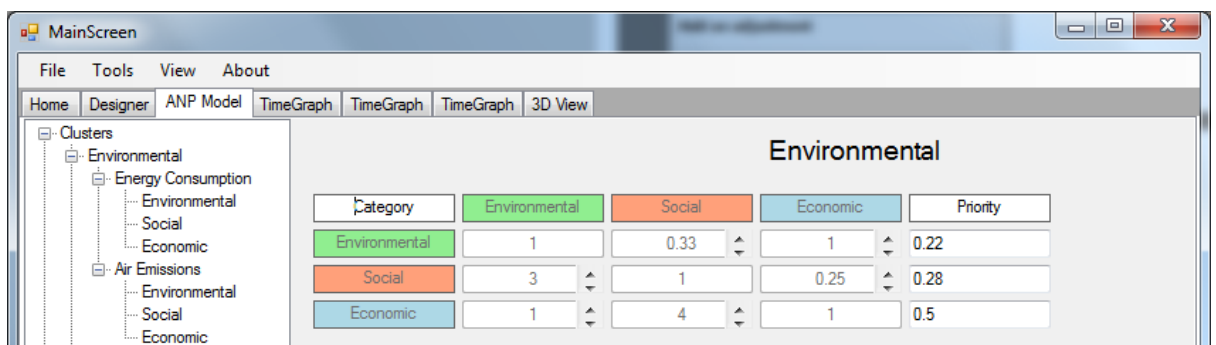 MainScreen
File Tools View About
Home Designer ANP Model TimeGraph TimeGraph TimeGraph 3D View
Clusters
Environmental
Energy Consumption
Environmental
Social
Economic
Air Emissions
Environmental
Social
Economic
Environmental
Category Environmental Social Economic Priority
Environmental 1 0.33 1 0.22
Social 3 1 0.25 0.28
Economic 1 4 1 0.5